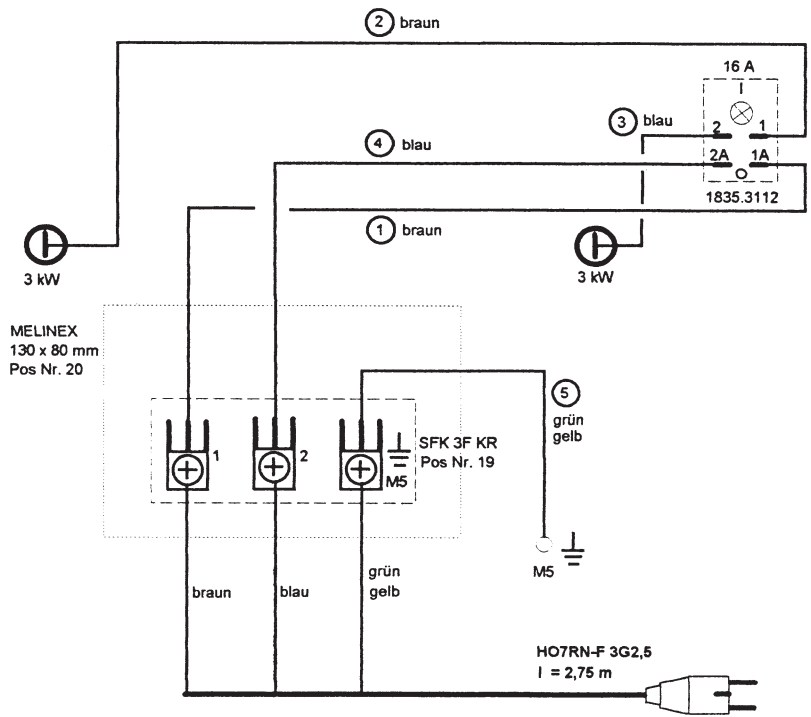 2 braun
16 A
I
3 blau
2 1
4 blau
2A 1A
O
1835.3112
1 braun
3 kW
3 kW
MELINEX
130 x 80 mm
Pos Nr. 20
5
grün
gelb
1
2
SFK 3F KR
Pos Nr. 19
M5
M5
braun
blau
grün
gelb
HO7RN-F 3G2,5
l = 2,75 m